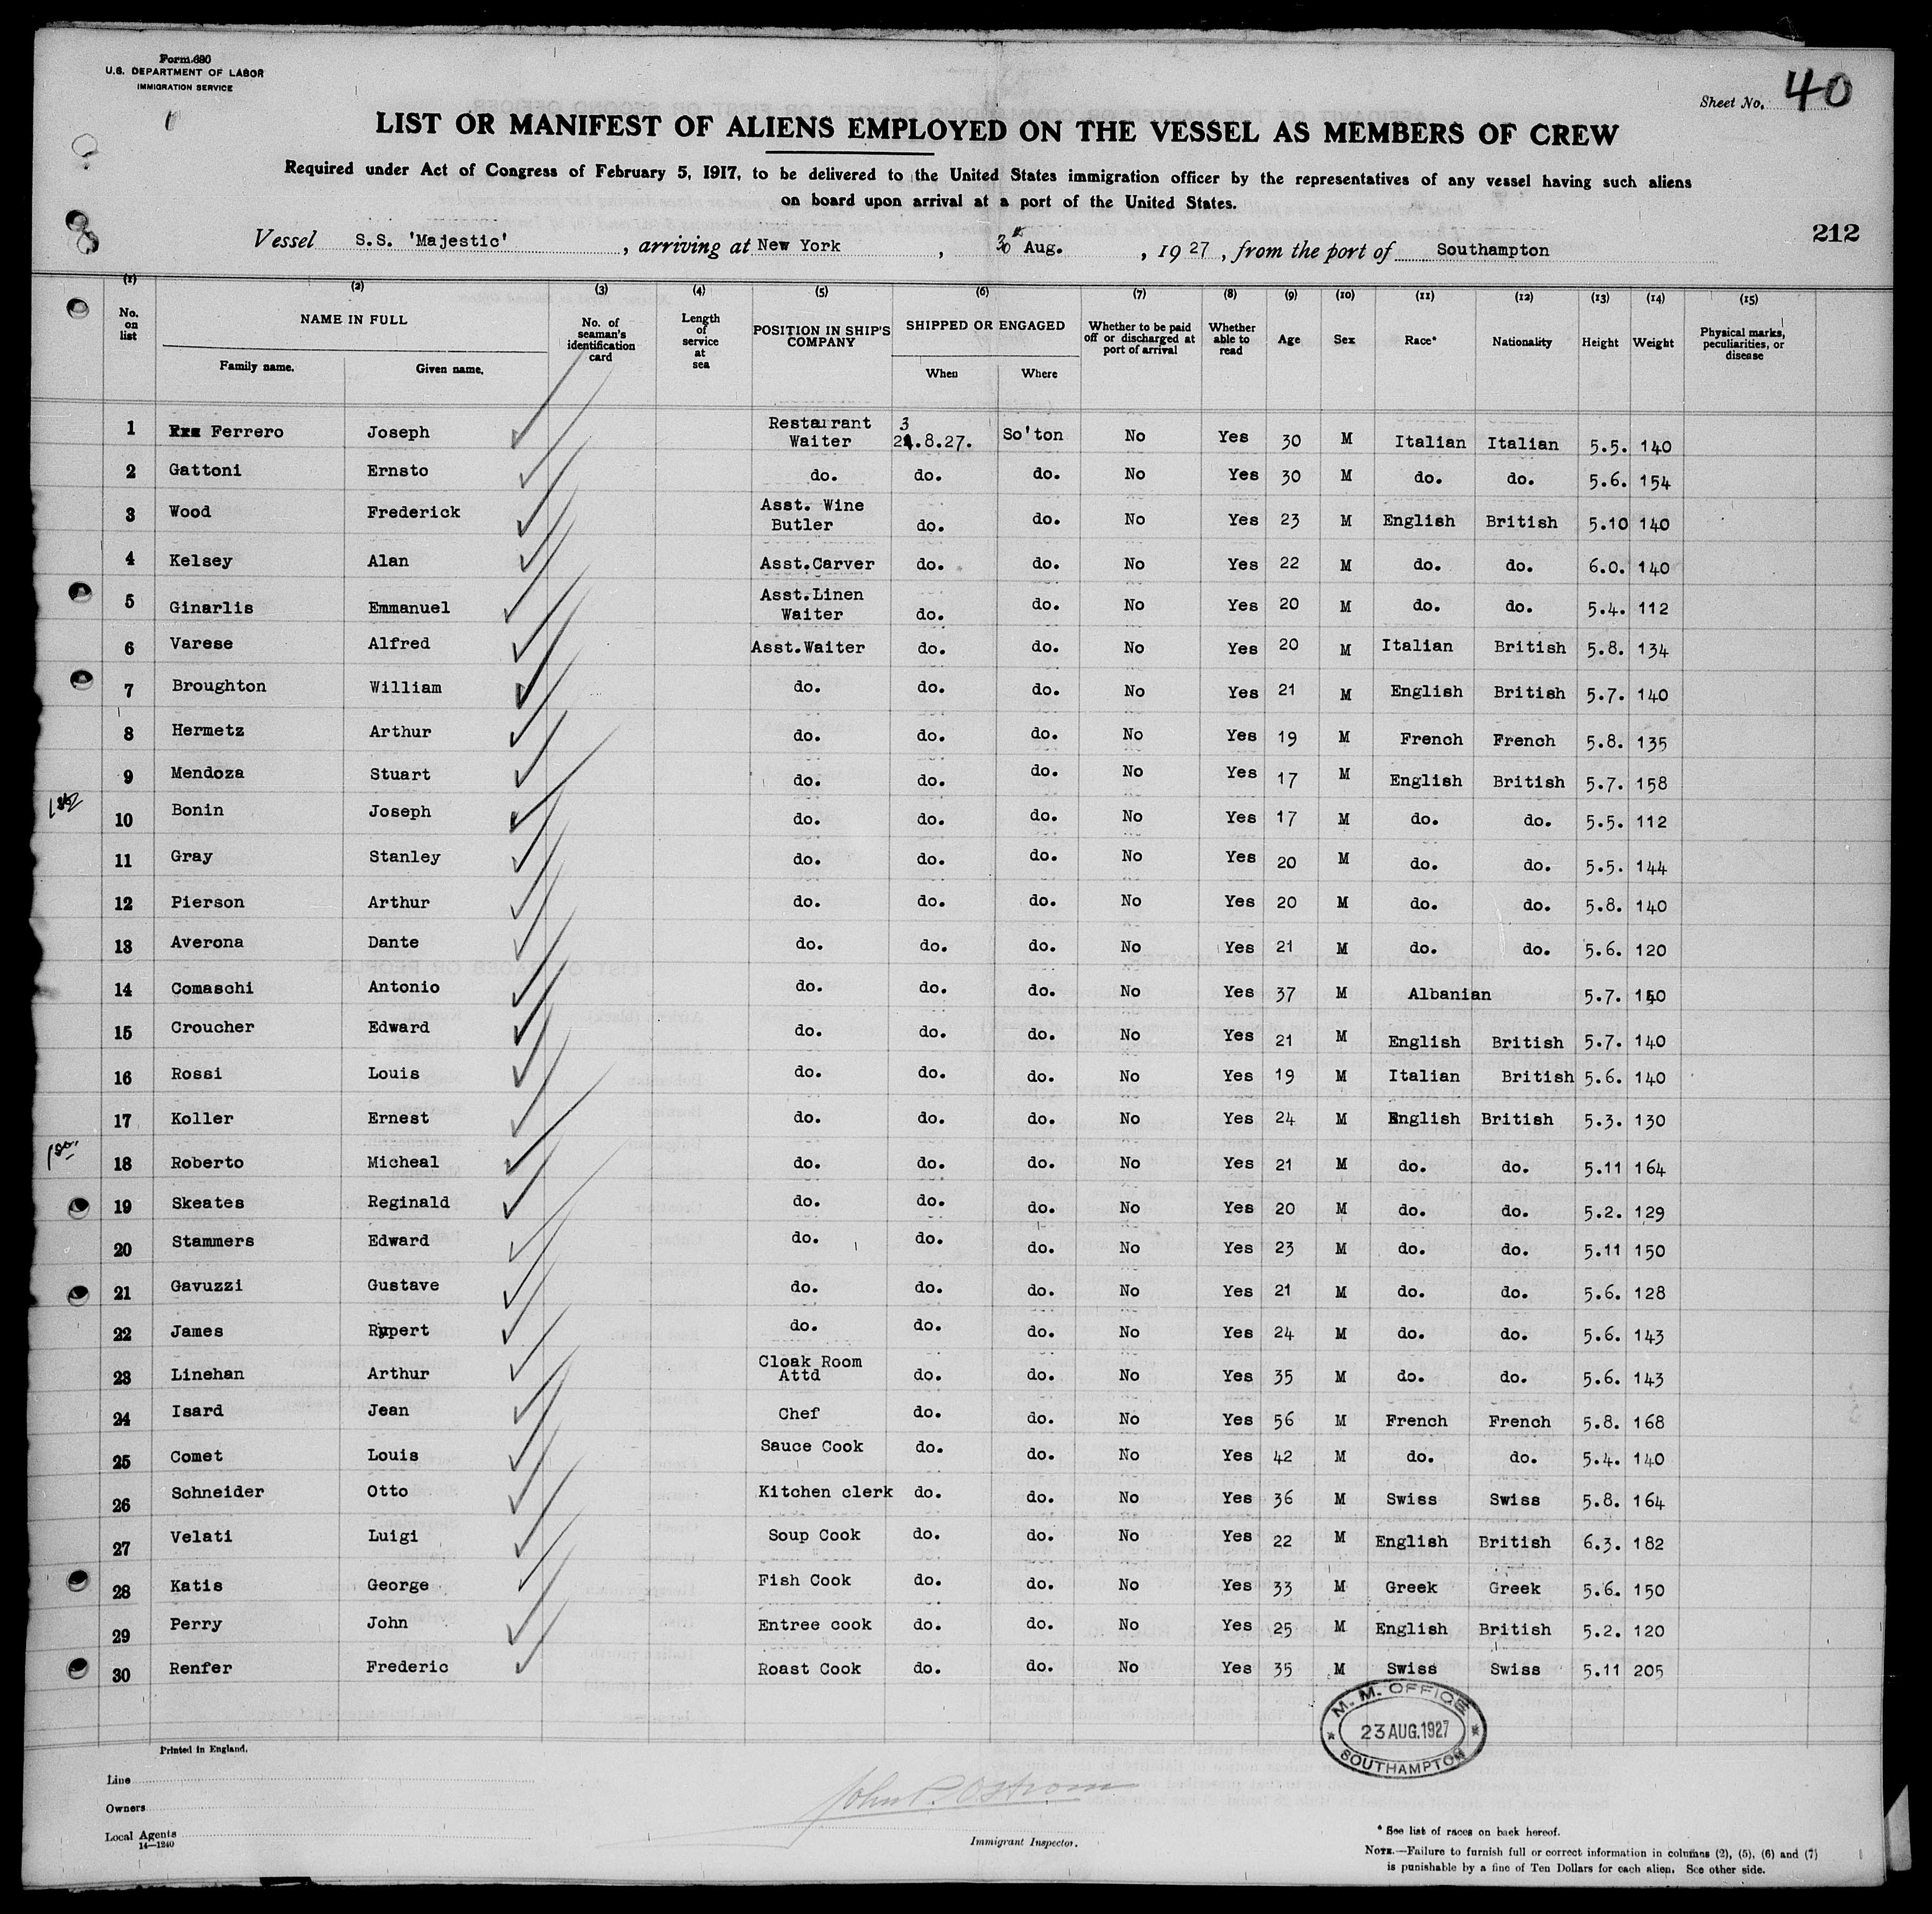 Form 680
U.S. DEPARTMENT OF LABOR
IMMIGRATION SERVICE
Sheet No. 40
LIST OR MANIFEST OF ALIENS EMPLOYED ON THE VESSEL AS MEMBERS OF CREW
Required under Act of Congress of February 5, 1917, to be delivered to the United States immigration officer by the representatives of any vessel having such aliens
on board upon arrival at a port of the United States.
212
Vessel S.S. 'Majestic', arriving at New York, 30th Aug., 1927, from the port of Southampton
(1) (2) (3) (4) (5) (6) (7) (8) (9) (10) (11) (12) (13) (14) (15)
No. on list NAME IN FULL Family name. Given name. No. of seaman's identification card Length of service at sea POSITION IN SHIP'S COMPANY SHIPPED OR ENGAGED When Where Whether to be paid off or discharged at port of arrival Whether able to read Age Sex Race* Nationality Height Weight Physical marks, peculiarities, or disease
1 Ferrero Joseph Restaurant Waiter 23.8.27. So'ton No Yes 30 M Italian Italian 5.5. 140
2 Gattoni Ernsto do. do. do. No Yes 30 M do. do. 5.6. 154
3 Wood Frederick Asst. Wine Butler do. do. No Yes 23 M English British 5.10 140
4 Kelsey Alan Asst.Carver do. do. No Yes 22 M do. do. 6.0. 140
5 Ginarlis Emmanuel Asst.Linen Waiter do. do. No Yes 20 M do. do. 5.4. 112
6 Varese Alfred Asst.Waiter do. do. No Yes 20 M Italian British 5.8. 134
7 Broughton William do. do. do. No Yes 21 M English British 5.7. 140
8 Hermetz Arthur do. do. do. No Yes 19 M French French 5.8. 135
9 Mendoza Stuart do. do. do. No Yes 17 M English British 5.7. 158
10 Bonin Joseph do. do. do. No Yes 17 M do. do. 5.5. 112
11 Gray Stanley do. do. do. No Yes 20 M do. do. 5.5. 144
12 Pierson Arthur do. do. do. No Yes 20 M do. do. 5.8. 140
13 Averona Dante do. do. do. No Yes 21 M do. do. 5.6. 120
14 Comaschi Antonio do. do. do. No Yes 37 M Albanian 5.7. 150
15 Croucher Edward do. do. do. No Yes 21 M English British 5.7. 140
16 Rossi Louis do. do. do. No Yes 19 M Italian British 5.6. 140
17 Koller Ernest do. do. do. No Yes 24 M English British 5.3. 130
18 Roberto Micheal do. do. do. No Yes 21 M do. do. 5.11 164
19 Skeates Reginald do. do. do. No Yes 20 M do. do. 5.2. 129
20 Stammers Edward do. do. do. No Yes 23 M do. do. 5.11 150
21 Gavuzzi Gustave do. do. do. No Yes 21 M do. do. 5.6. 128
22 James Rupert do. do. do. No Yes 24 M do. do. 5.6. 143
23 Linehan Arthur Cloak Room Attd do. do. No Yes 35 M do. do. 5.6. 143
24 Isard Jean Chef do. do. No Yes 56 M French French 5.8. 168
25 Comet Louis Sauce Cook do. do. No Yes 42 M do. do. 5.4. 140
26 Schneider Otto Kitchen clerk do. do. No Yes 36 M Swiss Swiss 5.8. 164
27 Velati Luigi Soup Cook do. do. No Yes 22 M English British 6.3. 182
28 Katis George Fish Cook do. do. No Yes 33 M Greek Greek 5.6. 150
29 Perry John Entree cook do. do. No Yes 25 M English British 5.2. 120
30 Renfer Frederic Roast Cook do. do. No Yes 35 M Swiss Swiss 5.11 205
M. M. OFFICE
23 AUG. 1927
SOUTHAMPTON
Printed in England.
Line
Owners
Local Agents
14—1240
John P. Ostrom
Immigrant Inspector.
* See list of races on back hereof.
NOTE.—Failure to furnish full or correct information in columns (2), (5), (6) and (7)
is punishable by a fine of Ten Dollars for each alien. See other side.